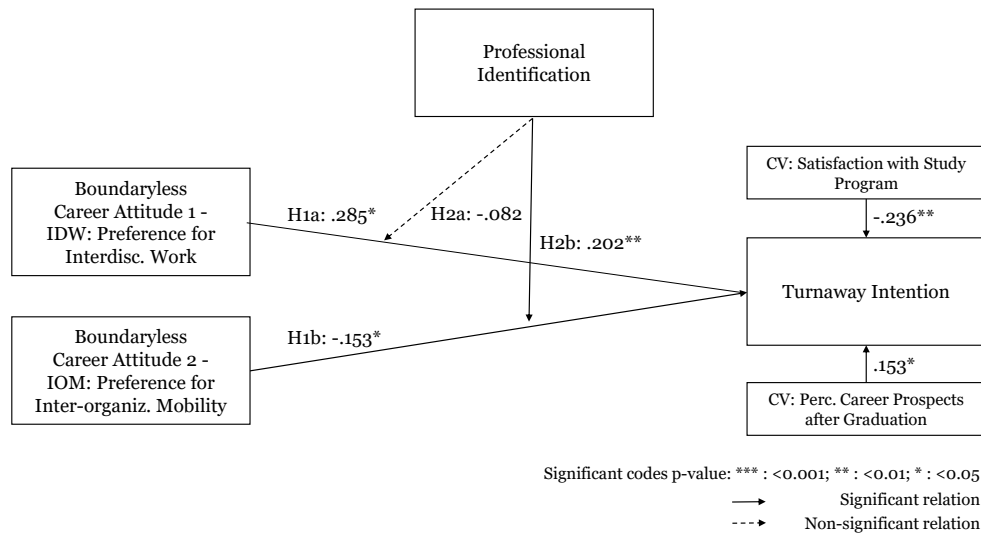 Professional
Identification
Boundaryless
Career Attitude 1 -
IDW: Preference for
Interdisc. Work
H1a: .285*
H2a: -.082
H2b: .202**
CV: Satisfaction with Study
Program
-.236**
Turnaway Intention
Boundaryless
Career Attitude 2 -
IOM: Preference for
Inter-organiz. Mobility
H1b: -.153*
.153*
CV: Perc. Career Prospects
after Graduation
Significant codes p-value: *** : <0.001; ** : <0.01; * : <0.05
Significant relation
Non-significant relation